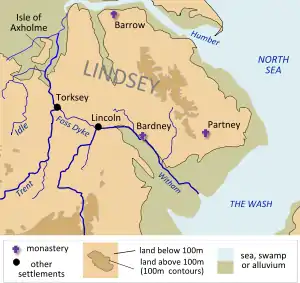 Isle of
Axholme
Barrow
Humber
NORTH
SEA
LINDSEY
Torksey
Lincoln
Foss Dyke
Idle
Bardney
Partney
Trent
Witham
THE WASH
monastery
other
settlements
land below 100m
land above 100m
(100m contours)
sea, swamp
or alluvium